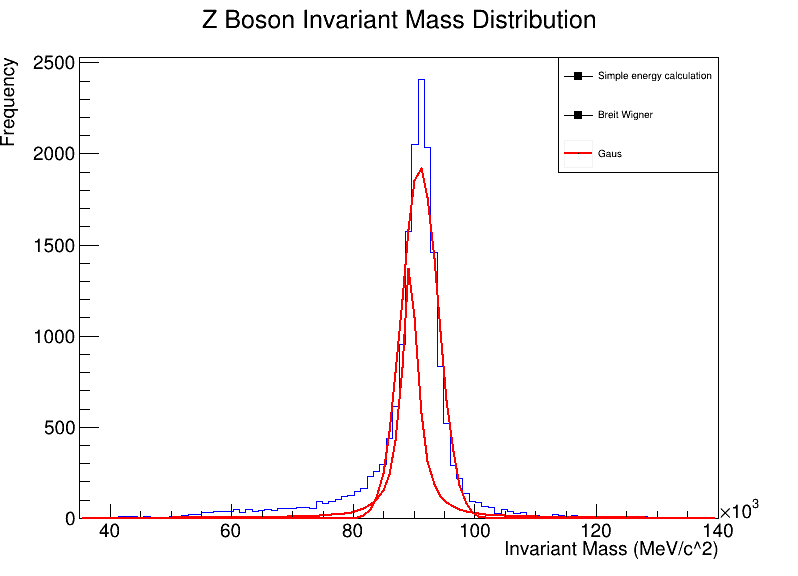 Z Boson Invariant Mass Distribution
Frequency
2500
2000
1500
1000
500
0
Simple energy calculation
Breit Wigner
Gaus
40
60
80
100
120
140
×10³
Invariant Mass (MeV/c^2)